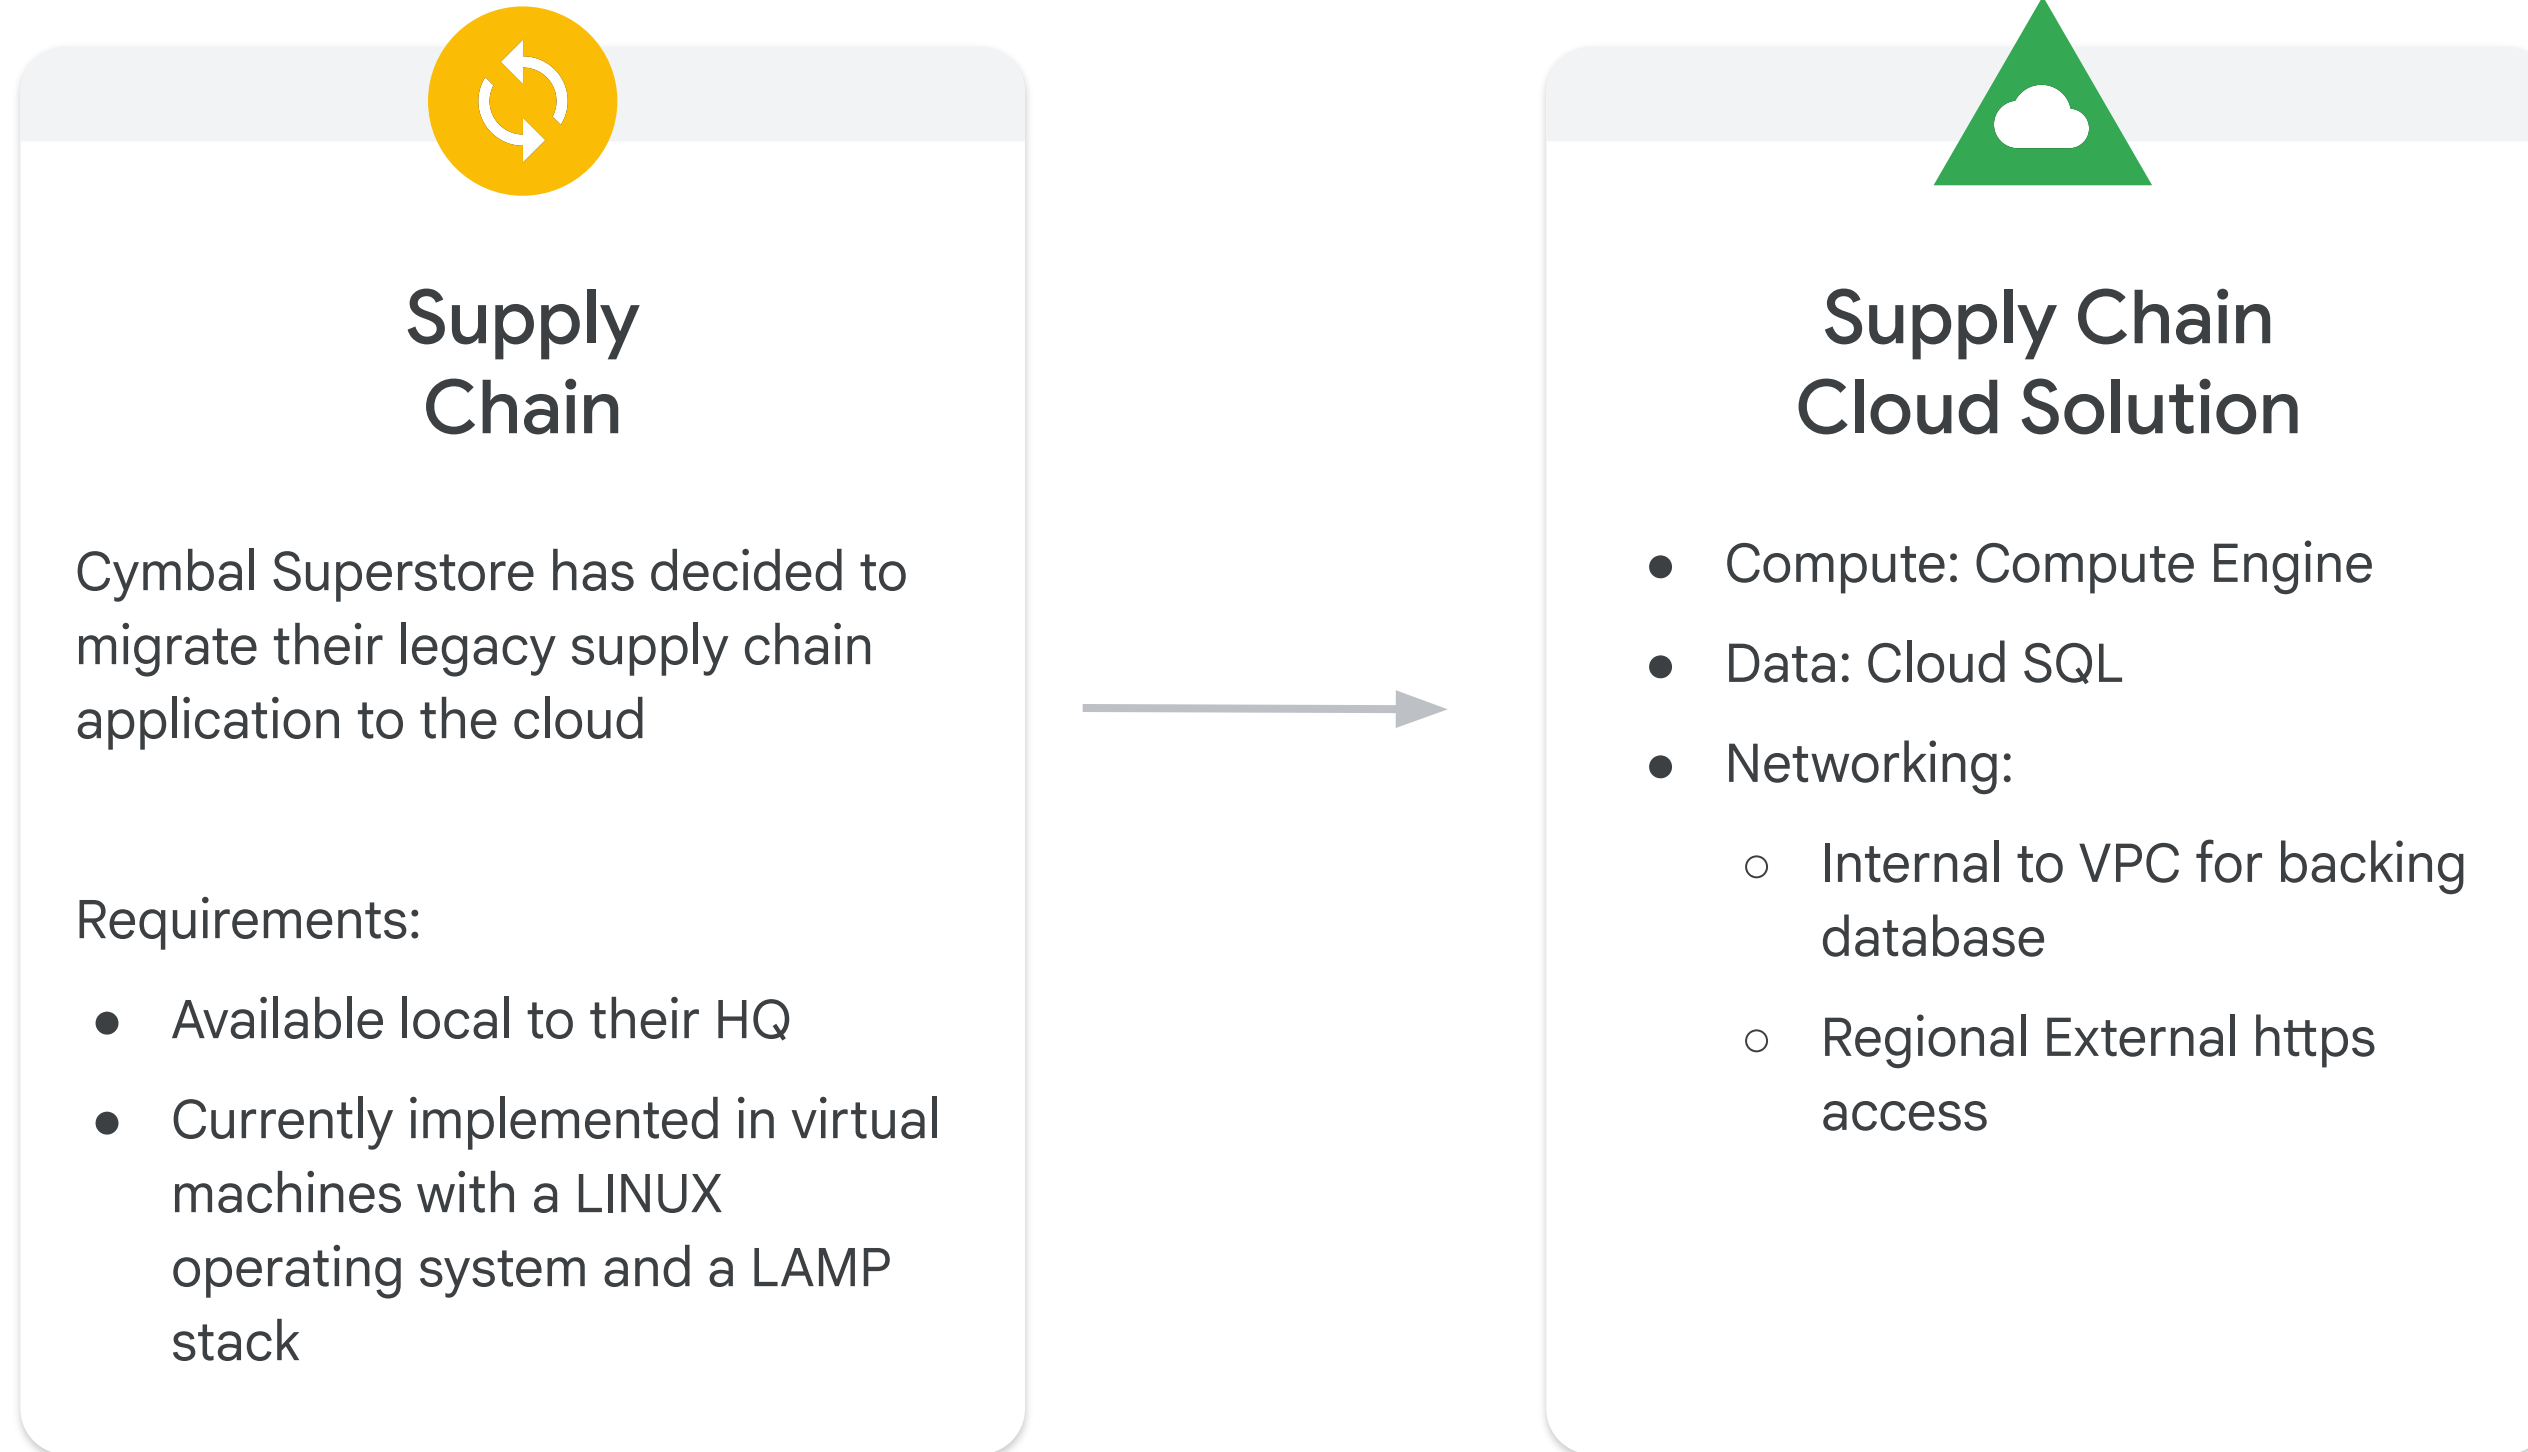 Supply
Chain
Cymbal Superstore has decided to
migrate their legacy supply chain
application to the cloud
Requirements:
● Available local to their HQ
● Currently implemented in virtual
machines with a LINUX
operating system and a LAMP
stack
Supply Chain
Cloud Solution
● Compute: Compute Engine
● Data: Cloud SQL
● Networking:
○ Internal to VPC for backing
database
○ Regional External https
access